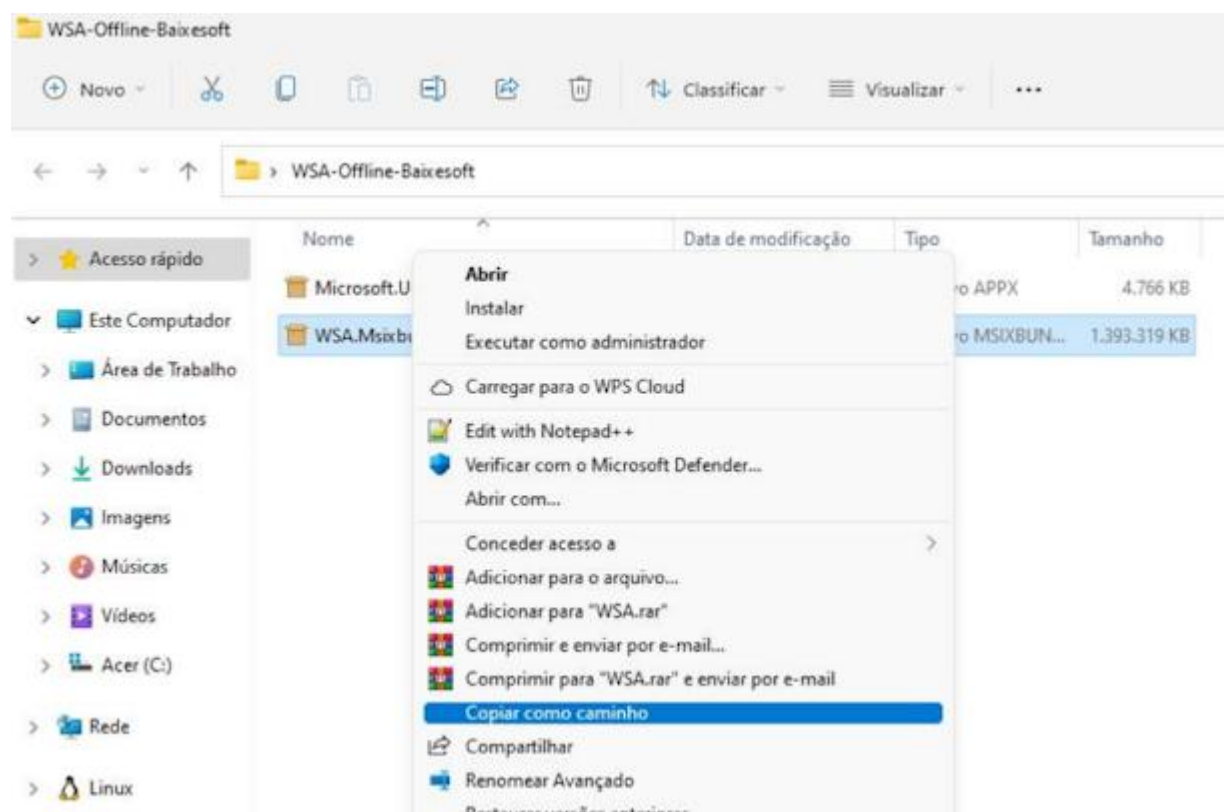 WSA-Offline-Baixesoft
Novo
Classificar
Visualizar
WSA-Offline-Baixesoft
Nome
Data de modificação
Tipo
Tamanho
Acesso rápido
Microsoft.U
vo APPX
4.766 KB
Este Computador
WSA.Msixbu
vo MSIXBUN...
1.393.319 KB
Área de Trabalho
Documentos
Downloads
Imagens
Músicas
Vídeos
Acer (C:)
Rede
Linux
Abrir
Instalar
Executar como administrador
Carregar para o WPS Cloud
Edit with Notepad++
Verificar com o Microsoft Defender...
Abrir com...
Conceder acesso a
Adicionar para o arquivo...
Adicionar para "WSA.rar"
Comprimir e enviar por e-mail...
Comprimir para "WSA.rar" e enviar por e-mail
Copiar como caminho
Compartilhar
Renomear Avançado